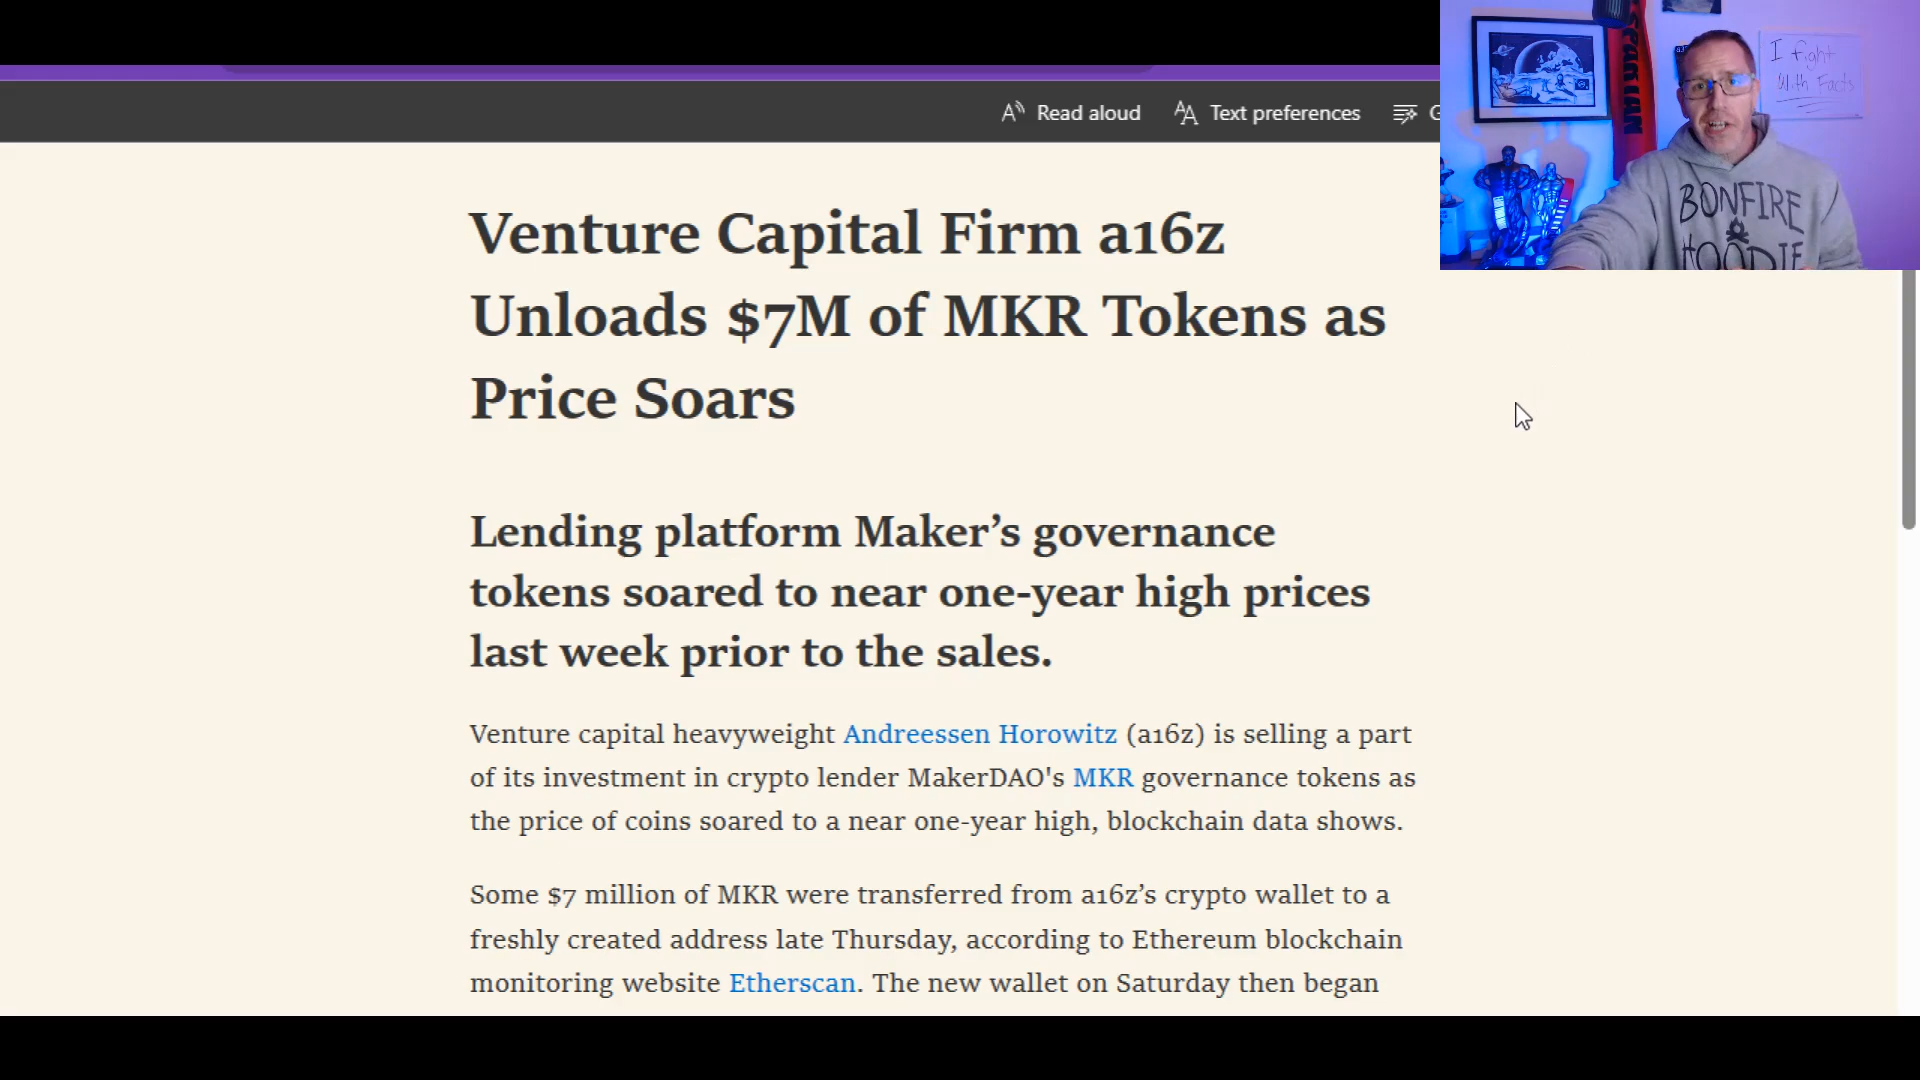 Read aloud
Text preferences
G
I fight
With Facts
BONFIRE
HOODIE
Venture Capital Firm a16z
Unloads $7M of MKR Tokens as
Price Soars
Lending platform Maker’s governance
tokens soared to near one-year high prices
last week prior to the sales.
Venture capital heavyweight Andreessen Horowitz (a16z) is selling a part
of its investment in crypto lender MakerDAO's MKR governance tokens as
the price of coins soared to a near one-year high, blockchain data shows.
Some $7 million of MKR were transferred from a16z’s crypto wallet to a
freshly created address late Thursday, according to Ethereum blockchain
monitoring website Etherscan. The new wallet on Saturday then began